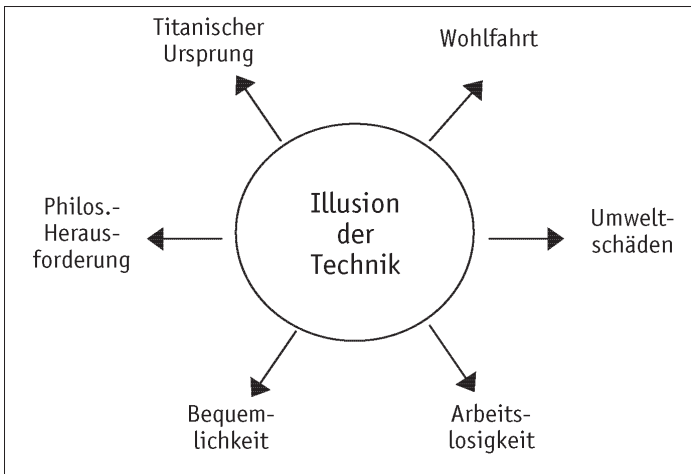 Titanischer
Ursprung
Wohlfahrt
Philos.-
Heraus-
forderung
Illusion
der
Technik
Umwelt-
schäden
Bequem-
lichkeit
Arbeits-
losigkeit